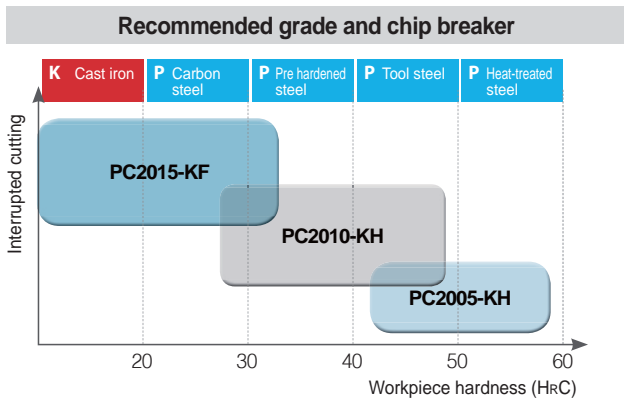 Recommended grade and chip breaker
K Cast iron
P Carbon steel
P Pre hardened steel
P Tool steel
P Heat-treated steel
Interrupted cutting
PC2015-KF
PC2010-KH
PC2005-KH
20 30 40 50 60
Workpiece hardness (HRC)